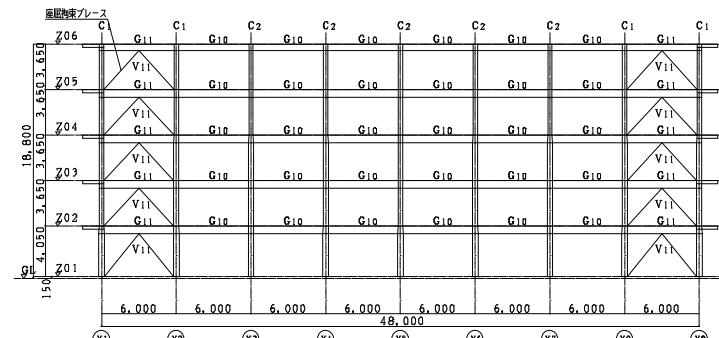 座屈拘束ブレース
C1 C1 C2 C2 C2 C2 C2 C1 C1
Z06 G11 G10 G10 G10 G10 G10 G10 G11
3,650 V11 V11
Z05 G11 G10 G10 G10 G10 G10 G10 G11
3,650 V11 V11
Z04 G11 G10 G10 G10 G10 G10 G10 G11
18,800
3,650 V11 V11
Z03 G11 G10 G10 G10 G10 G10 G10 G11
3,650 V11 V11
Z02 G11 G10 G10 G10 G10 G10 G10 G11
4,050 V11 V11
GL Z01
150
6,000 6,000 6,000 6,000 6,000 6,000 6,000 6,000
48,000